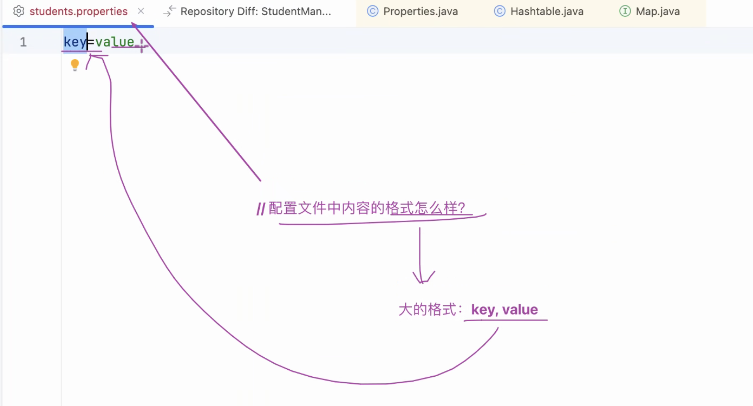 students.properties × Repository Diff: StudentMan... Properties.java Hashtable.java Map.java
1 key=value
// 配置文件中内容的格式怎么样?
大的格式：key, value